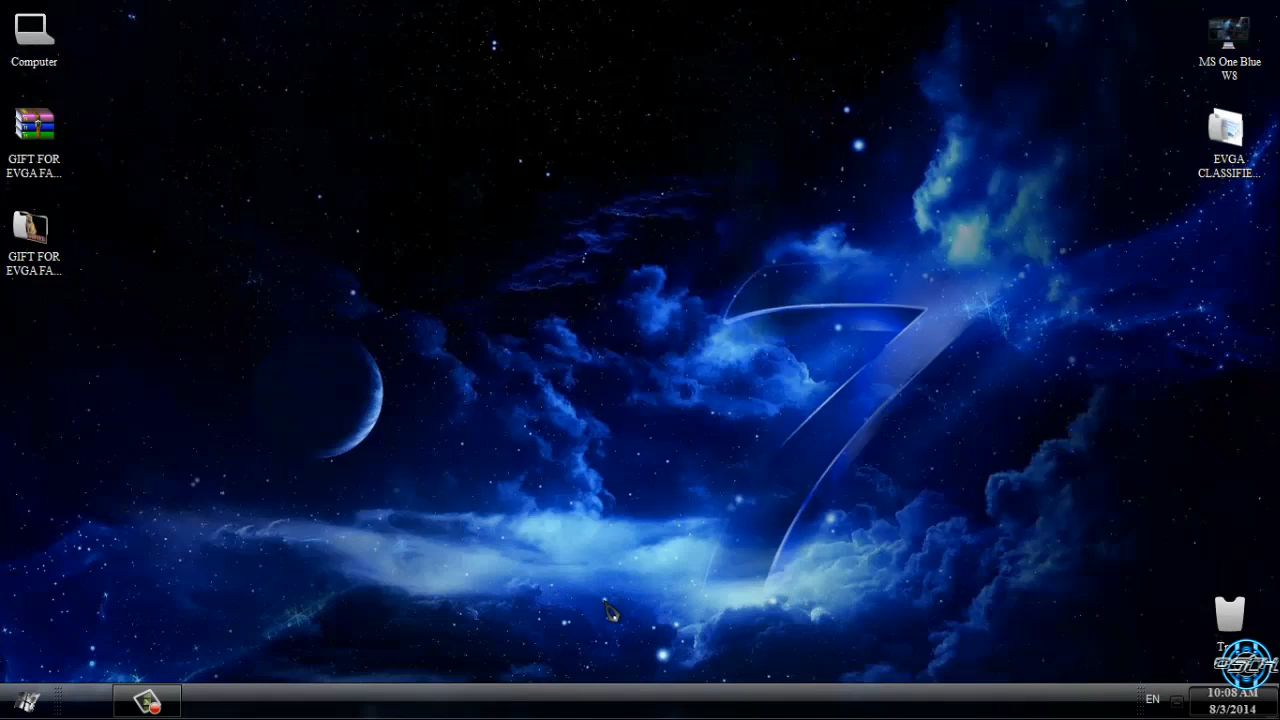 Computer
GIFT FOR
EVGA FA...
GIFT FOR
EVGA FA...
MS One Blue
W8
EVGA
CLASSIFIE...
7
EN
10:08 AM
8/3/2014